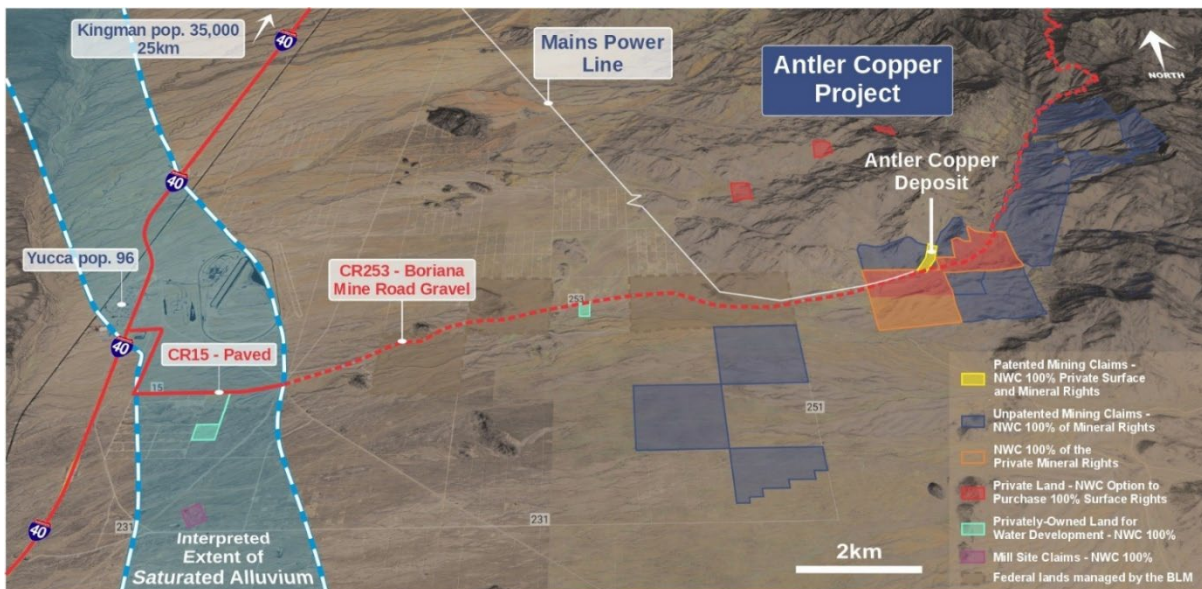 Kingman pop. 35,000
25km
40
Mains Power
Line
Antler Copper
Project
NORTH
Antler Copper
Deposit
40
Yucca pop. 96
CR253 - Boriana
Mine Road Gravel
253
40
CR15 - Paved
15
251
231
231
40
Interpreted
Extent of
Saturated Alluvium
2km
Patented Mining Claims -
NWC 100% Private Surface
and Mineral Rights
Unpatented Mining Claims -
NWC 100% of Mineral Rights
NWC 100% of the
Private Mineral Rights
Private Land - NWC Option to
Purchase 100% Surface Rights
Privately-Owned Land for
Water Development - NWC 100%
Mill Site Claims - NWC 100%
Federal lands managed by the BLM